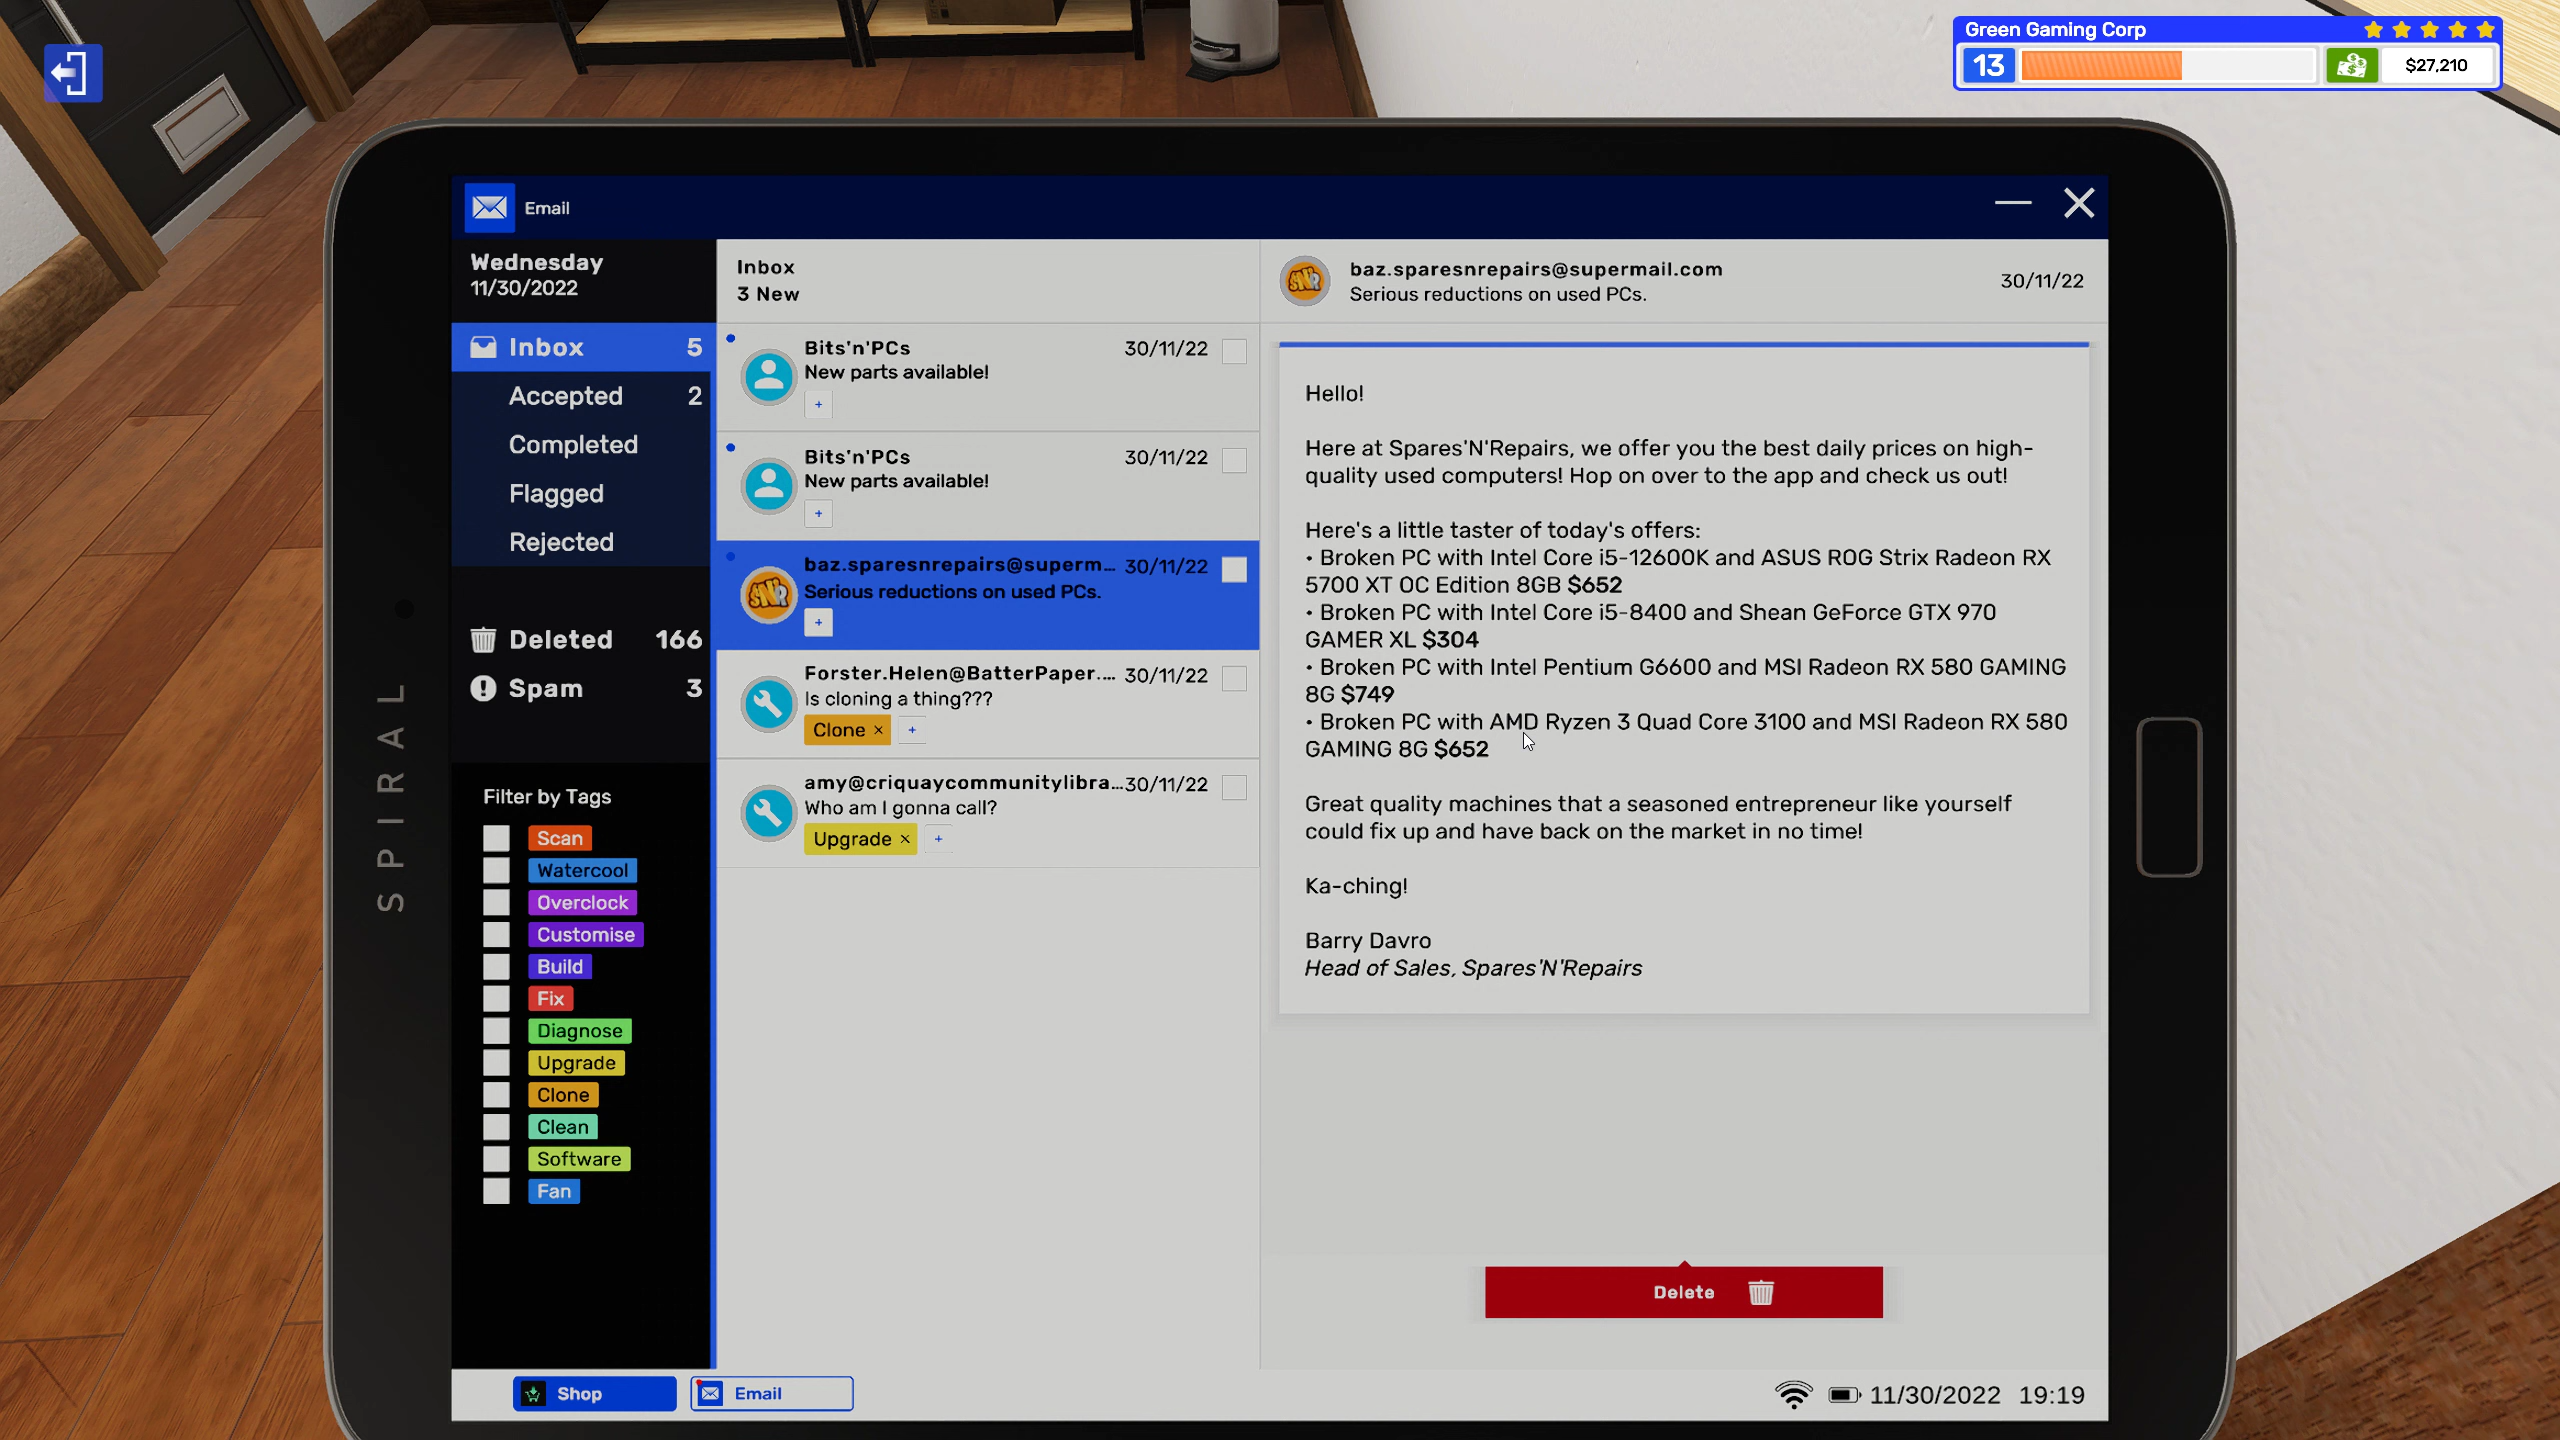 Green Gaming Corp
13
$27,210
Email
Wednesday
11/30/2022
Inbox 5
Accepted 2
Completed
Flagged
Rejected
Deleted 166
Spam 3
Filter by Tags
Scan
Watercool
Overclock
Customise
Build
Fix
Diagnose
Upgrade
Clone
Clean
Software
Fan
Inbox
3 New
Bits'n'PCs 30/11/22
New parts available!
+
Bits'n'PCs 30/11/22
New parts available!
+
baz.sparesnrepairs@superm... 30/11/22
Serious reductions on used PCs.
SNR
+
Forster.Helen@BatterPaper.... 30/11/22
Is cloning a thing???
Clone × +
amy@criquaycommunitylibra... 30/11/22
Who am I gonna call?
Upgrade × +
SNR
baz.sparesnrepairs@supermail.com
Serious reductions on used PCs.
30/11/22
Hello!
Here at Spares'N'Repairs, we offer you the best daily prices on high-
quality used computers! Hop on over to the app and check us out!
Here's a little taster of today's offers:
• Broken PC with Intel Core i5-12600K and ASUS ROG Strix Radeon RX
5700 XT OC Edition 8GB $652
• Broken PC with Intel Core i5-8400 and Shean GeForce GTX 970
GAMER XL $304
• Broken PC with Intel Pentium G6600 and MSI Radeon RX 580 GAMING
8G $749
• Broken PC with AMD Ryzen 3 Quad Core 3100 and MSI Radeon RX 580
GAMING 8G $652
Great quality machines that a seasoned entrepreneur like yourself
could fix up and have back on the market in no time!
Ka-ching!
Barry Davro
Head of Sales, Spares'N'Repairs
Delete
Shop
Email
11/30/2022 19:19
SPIRAL